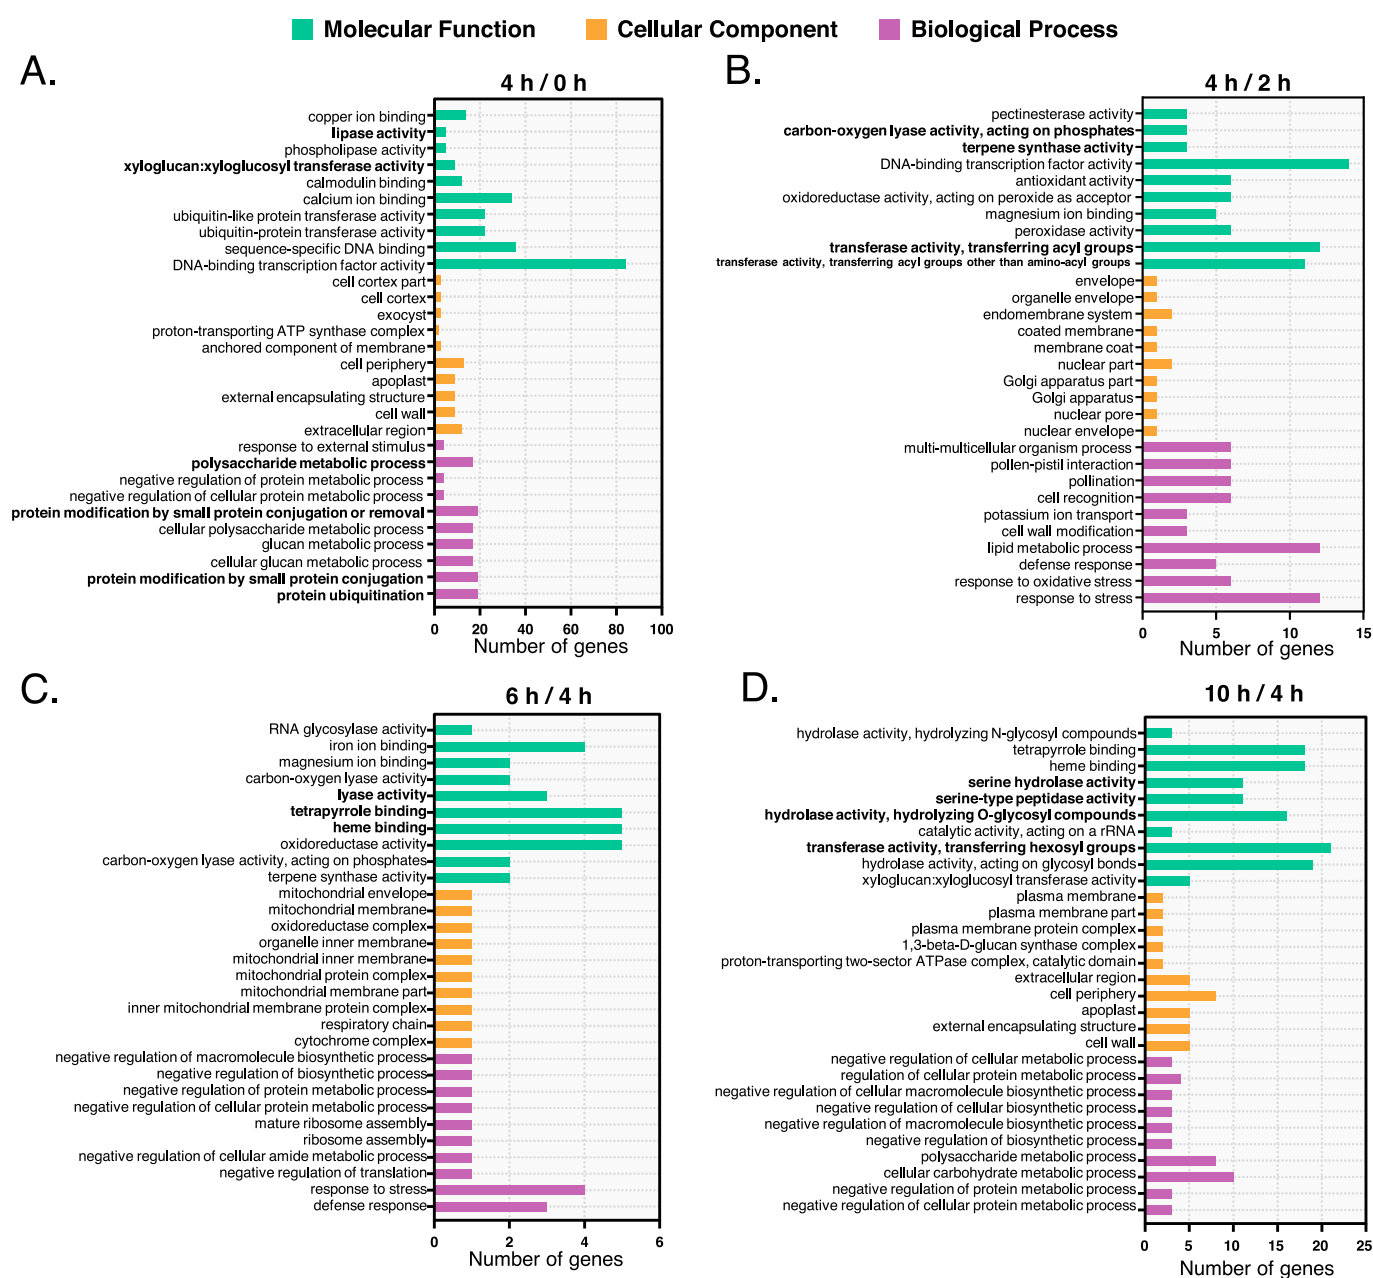 Molecular Function
Cellular Component
Biological Process
A.
4 h / 0 h
copper ion binding
lipase activity
phospholipase activity
xyloglucan:xyloglucosyl transferase activity
calmodulin binding
calcium ion binding
ubiquitin-like protein transferase activity
ubiquitin-protein transferase activity
sequence-specific DNA binding
DNA-binding transcription factor activity
cell cortex part
cell cortex
exocyst
proton-transporting ATP synthase complex
anchored component of membrane
cell periphery
apoplast
external encapsulating structure
cell wall
extracellular region
response to external stimulus
polysaccharide metabolic process
negative regulation of protein metabolic process
negative regulation of cellular protein metabolic process
protein modification by small protein conjugation or removal
cellular polysaccharide metabolic process
glucan metabolic process
cellular glucan metabolic process
protein modification by small protein conjugation
protein ubiquitination
0 20 40 60 80 100
Number of genes
B.
4 h / 2 h
pectinesterase activity
carbon-oxygen lyase activity, acting on phosphates
terpene synthase activity
DNA-binding transcription factor activity
antioxidant activity
oxidoreductase activity, acting on peroxide as acceptor
magnesium ion binding
peroxidase activity
transferase activity, transferring acyl groups
transferase activity, transferring acyl groups other than amino-acyl groups
envelope
organelle envelope
endomembrane system
coated membrane
membrane coat
nuclear part
Golgi apparatus part
Golgi apparatus
nuclear pore
nuclear envelope
multi-multicellular organism process
pollen-pistil interaction
pollination
cell recognition
potassium ion transport
cell wall modification
lipid metabolic process
defense response
response to oxidative stress
response to stress
0 5 10 15
Number of genes
C.
6 h / 4 h
RNA glycosylase activity
iron ion binding
magnesium ion binding
carbon-oxygen lyase activity
lyase activity
tetrapyrrole binding
heme binding
oxidoreductase activity
carbon-oxygen lyase activity, acting on phosphates
terpene synthase activity
mitochondrial envelope
mitochondrial membrane
oxidoreductase complex
organelle inner membrane
mitochondrial inner membrane
mitochondrial protein complex
mitochondrial membrane part
inner mitochondrial membrane protein complex
respiratory chain
cytochrome complex
negative regulation of macromolecule biosynthetic process
negative regulation of biosynthetic process
negative regulation of protein metabolic process
negative regulation of cellular protein metabolic process
mature ribosome assembly
ribosome assembly
negative regulation of cellular amide metabolic process
negative regulation of translation
response to stress
defense response
0 2 4 6
Number of genes
D.
10 h / 4 h
hydrolase activity, hydrolyzing N-glycosyl compounds
tetrapyrrole binding
heme binding
serine hydrolase activity
serine-type peptidase activity
hydrolase activity, hydrolyzing O-glycosyl compounds
catalytic activity, acting on a rRNA
transferase activity, transferring hexosyl groups
hydrolase activity, acting on glycosyl bonds
xyloglucan:xyloglucosyl transferase activity
plasma membrane
plasma membrane part
plasma membrane protein complex
1,3-beta-D-glucan synthase complex
proton-transporting two-sector ATPase complex, catalytic domain
extracellular region
cell periphery
apoplast
external encapsulating structure
cell wall
negative regulation of cellular metabolic process
regulation of cellular protein metabolic process
negative regulation of cellular macromolecule biosynthetic process
negative regulation of cellular biosynthetic process
negative regulation of macromolecule biosynthetic process
negative regulation of biosynthetic process
polysaccharide metabolic process
cellular carbohydrate metabolic process
negative regulation of protein metabolic process
negative regulation of cellular protein metabolic process
0 5 10 15 20 25
Number of genes